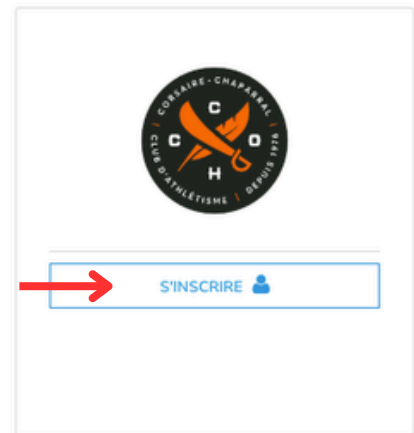 CORSAIRE-CHAPARRAL
C
C O
H
CLUB D'ATHLÉTISME | DEPUIS 1976
S'INSCRIRE